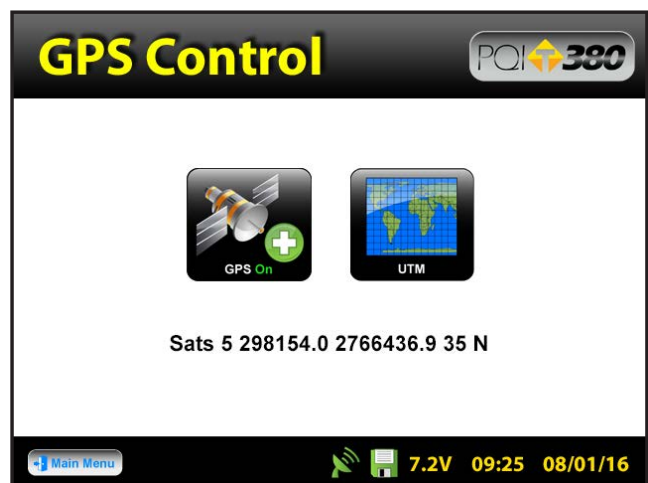 GPS Control
PQI T 380
GPS On
UTM
Sats 5 298154.0 2766436.9 35 N
Main Menu
7.2V 09:25 08/01/16